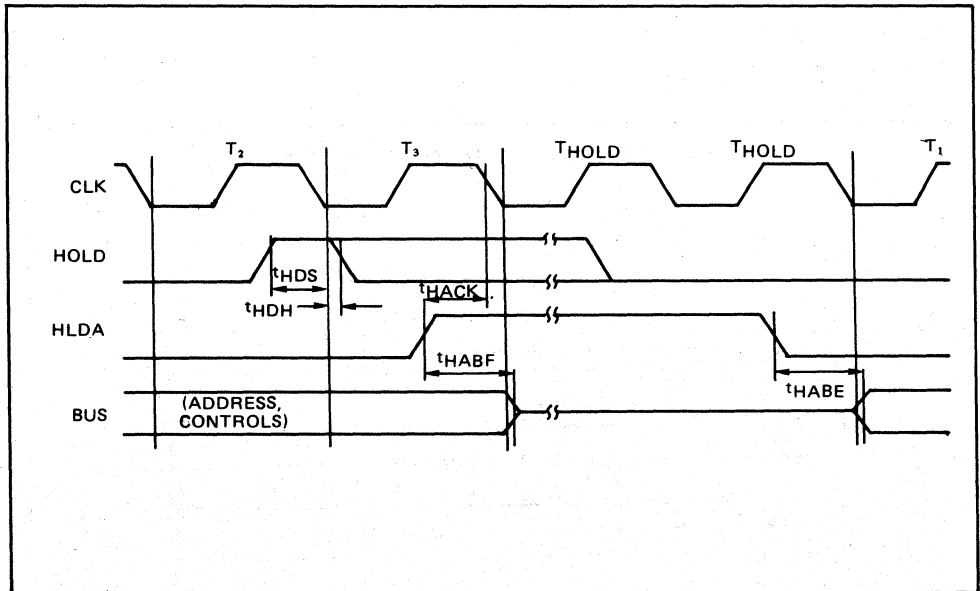 T2 T3 THOLD THOLD T1
CLK
HOLD
tHDS
tHACK
tHDH
HLDA
tHABF
tHABE
(ADDRESS,
CONTROLS)
BUS